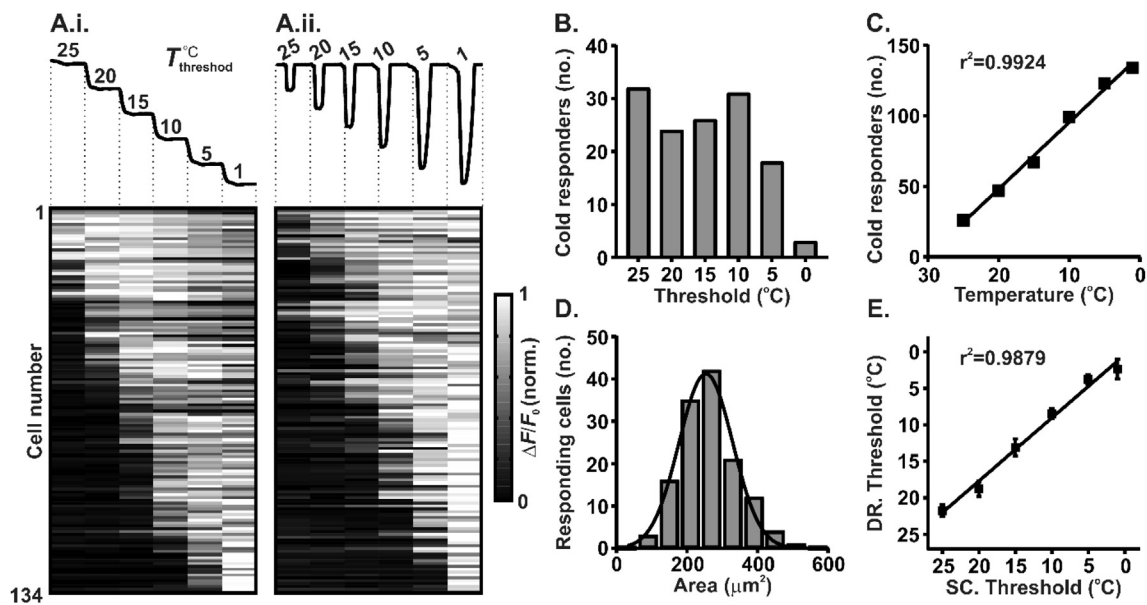 A.i.
T°C threshod
25
20
15
10
5
1
A.ii.
25 20 15 10 5 1
1
Cell number
134
1
ΔF/F0 (norm.)
0
B.
Cold responders (no.)
40
30
20
10
0
25 20 15 10 5 0
Threshold (°C)
C.
r²=0.9924
Cold responders (no.)
150
100
50
0
30 20 10 0
Temperature (°C)
D.
Responding cells (no.)
50
40
30
20
10
0
0 200 400 600
Area (μm²)
E.
r²=0.9879
DR. Threshold (°C)
0
5
10
15
20
25
25 20 15 10 5 0
SC. Threshold (°C)